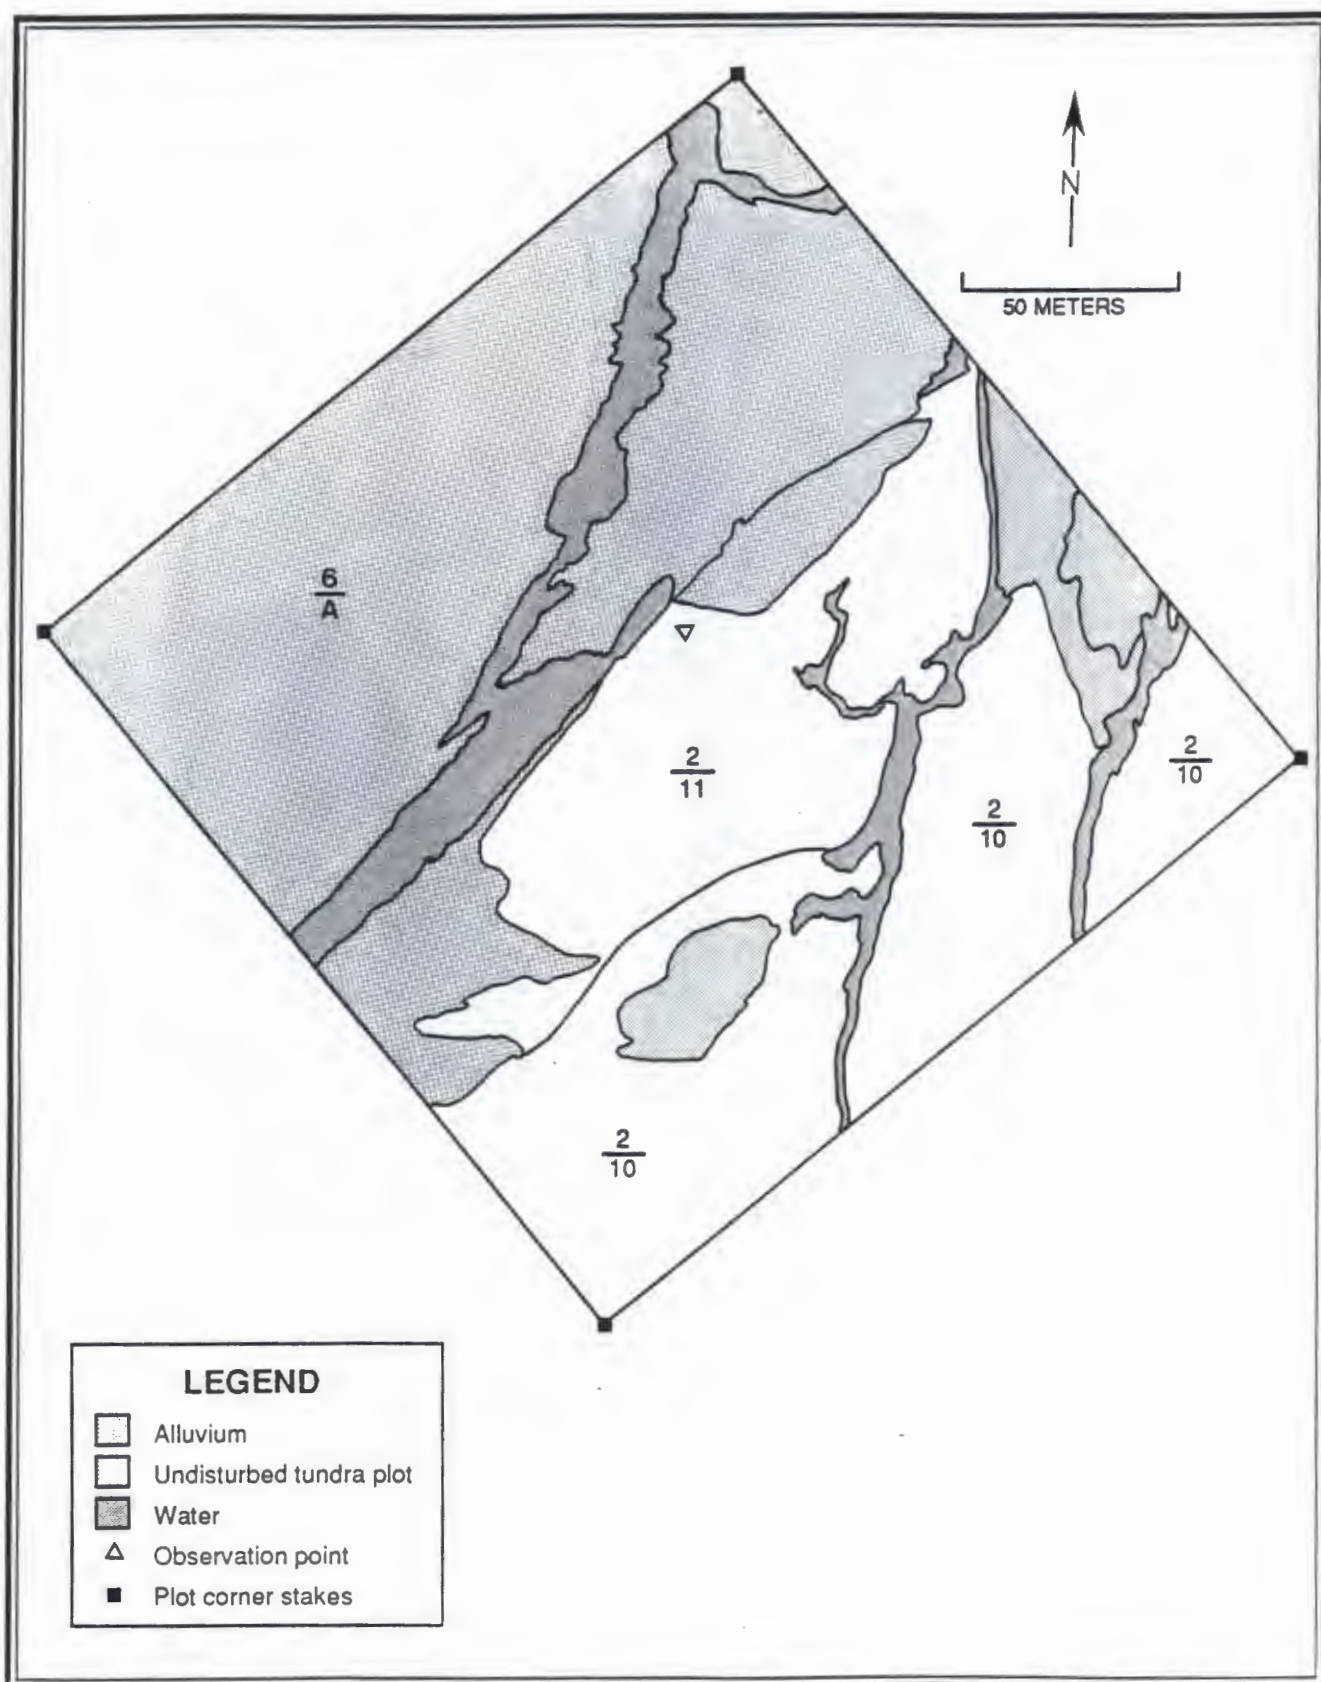 N
50 METERS
6
A
2
11
2
10
2
10
2
10
LEGEND
Alluvium
Undisturbed tundra plot
Water
Observation point
Plot corner stakes